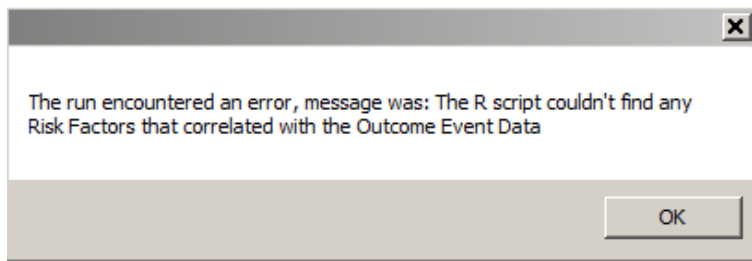 The run encountered an error, message was: The R script couldn't find any
Risk Factors that correlated with the Outcome Event Data
OK